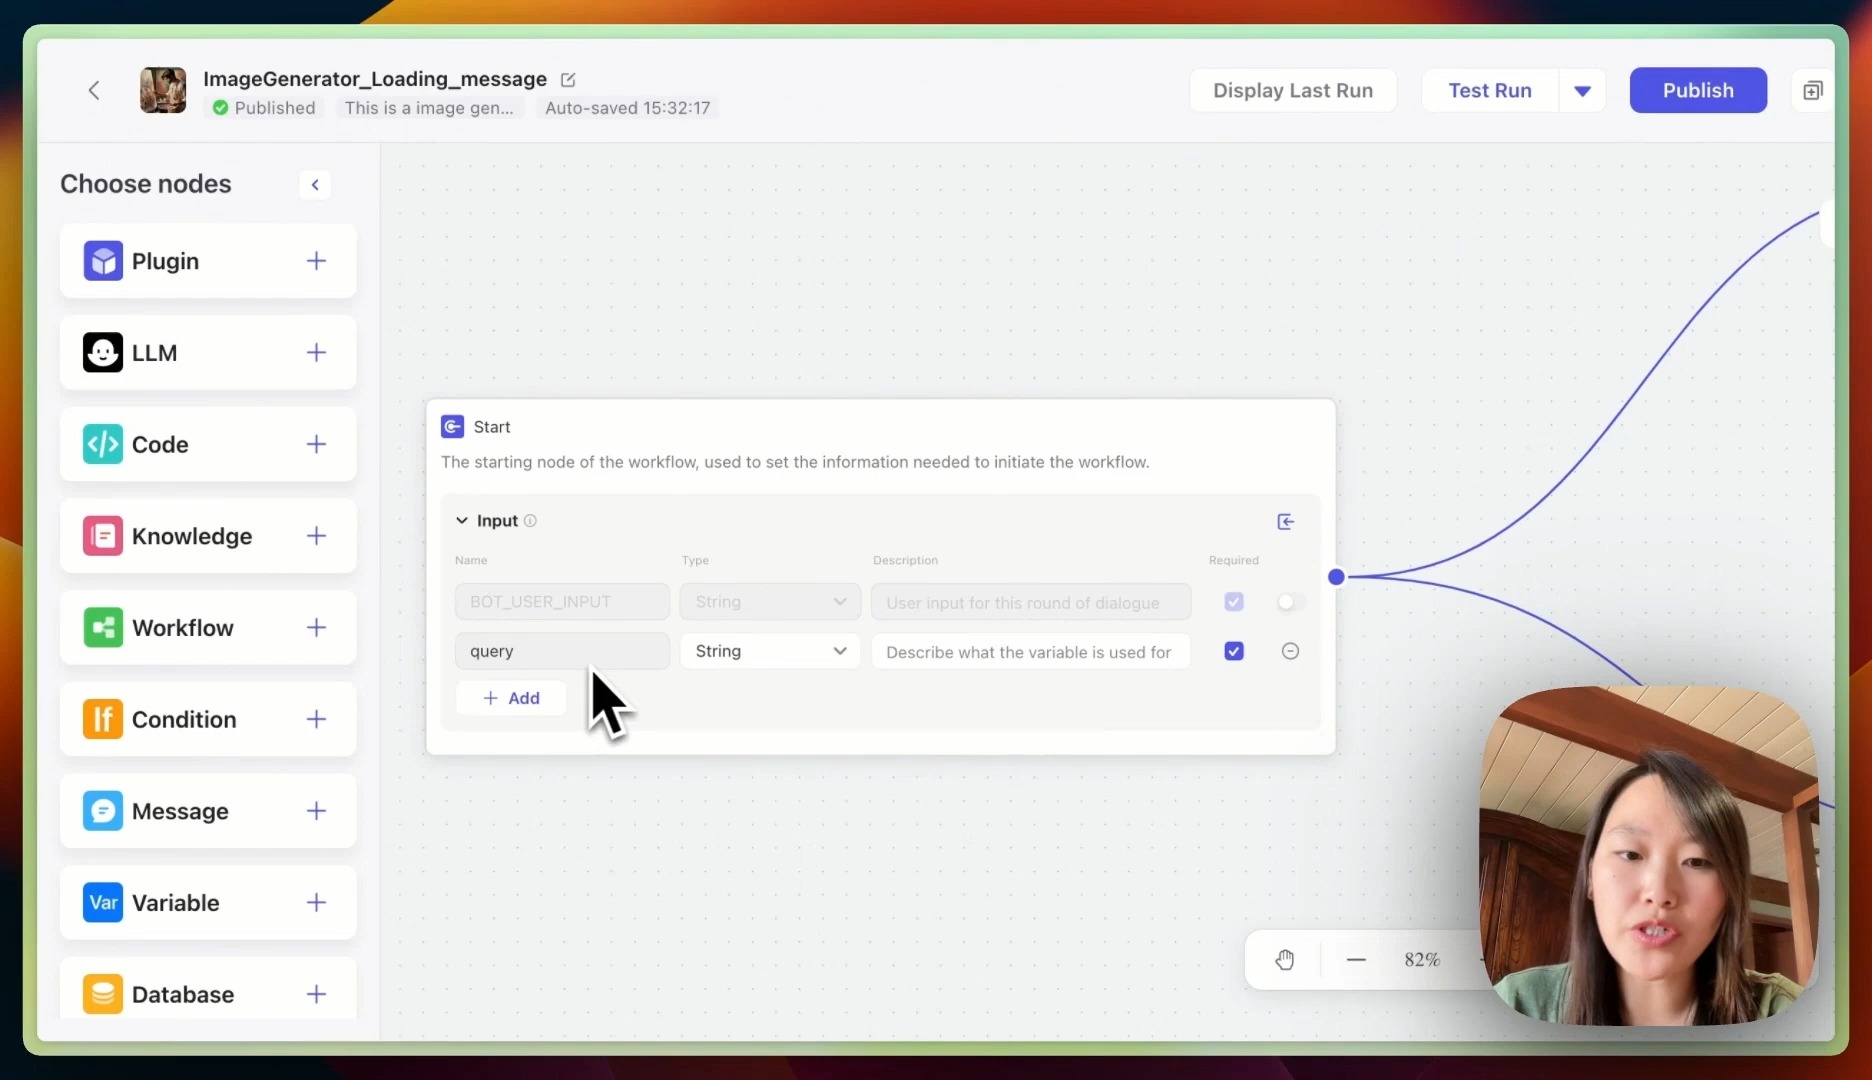 ImageGenerator_Loading_message
Published This is a image gen... Auto-saved 15:32:17
Display Last Run
Test Run
Publish
Choose nodes
Plugin
LLM
</> Code
Knowledge
Workflow
If Condition
Message
Var Variable
Database
Start
The starting node of the workflow, used to set the information needed to initiate the workflow.
Input
Name Type Description Required
BOT_USER_INPUT String User input for this round of dialogue
query String Describe what the variable is used for
+ Add
82%